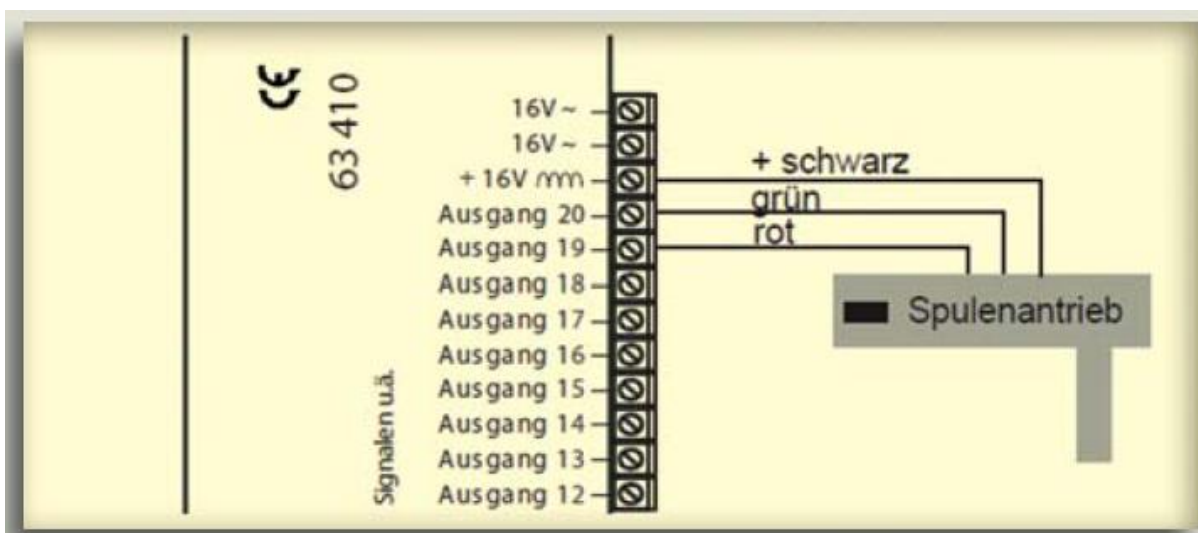 CE
63 410
16V ~
16V ~
+ 16V
Ausgang 20
Ausgang 19
Ausgang 18
Ausgang 17
Ausgang 16
Ausgang 15
Ausgang 14
Ausgang 13
Ausgang 12
Signalen u.ä.
+ schwarz
grün
rot
Spulenantrieb